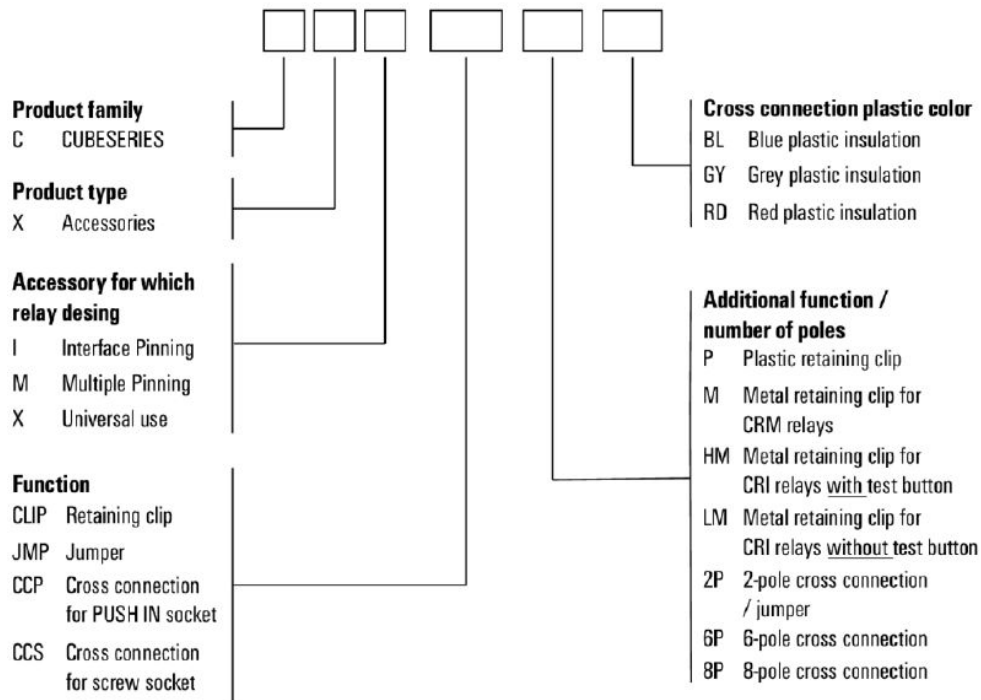 Product family
C CUBESERIES
Product type
X Accessories
Accessory for which
relay desing
I Interface Pinning
M Multiple Pinning
X Universal use
Function
CLIP Retaining clip
JMP Jumper
CCP Cross connection
for PUSH IN socket
CCS Cross connection
for screw socket
Cross connection plastic color
BL Blue plastic insulation
GY Grey plastic insulation
RD Red plastic insulation
Additional function /
number of poles
P Plastic retaining clip
M Metal retaining clip for
CRM relays
HM Metal retaining clip for
CRI relays with test button
LM Metal retaining clip for
CRI relays without test button
2P 2-pole cross connection
/ jumper
6P 6-pole cross connection
8P 8-pole cross connection